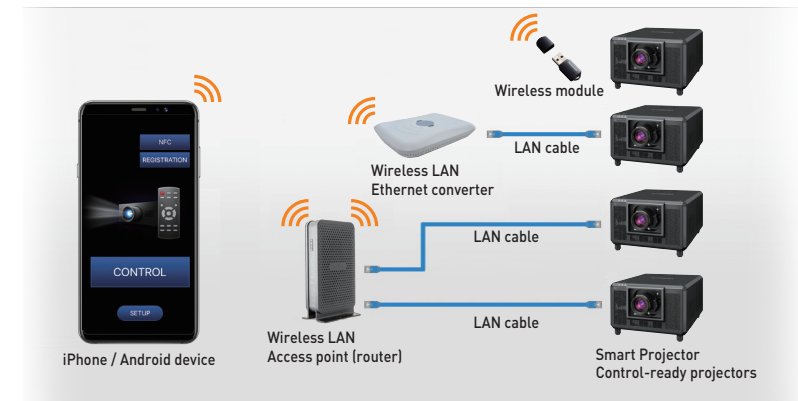 Wireless module
NFC
REGISTRATION
LAN cable
Wireless LAN
Ethernet converter
LAN cable
CONTROL
SETUP
LAN cable
Wireless LAN
Access point (router)
iPhone / Android device
Smart Projector
Control-ready projectors